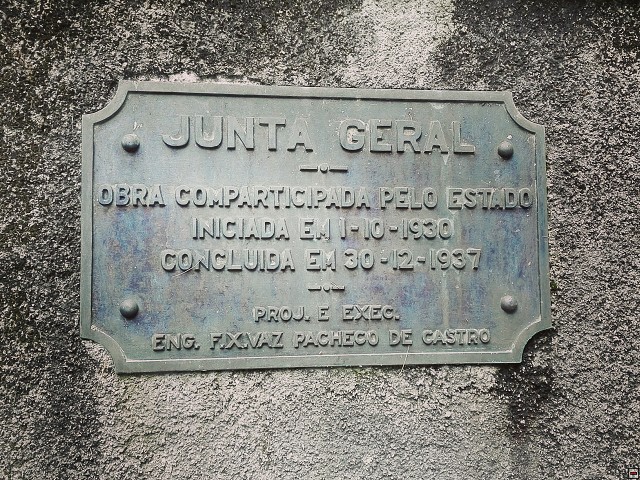 JUNTA GERAL
OBRA COMPARTICIPADA PELO ESTADO
INICIADA EM 1-10-1930
CONCLUIDA EM 30-12-1937
PROJ. E EXEC.
ENG. F.X.VAZ PACHECO DE CASTRO